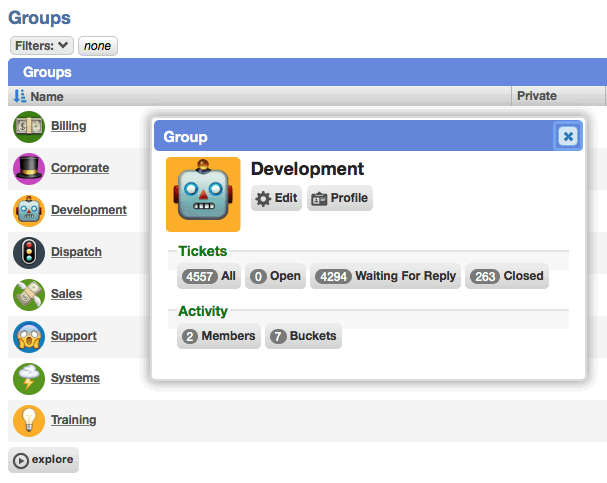 Groups
Filters: none
Groups
Name Private
Billing
Corporate
Development
Dispatch
Sales
Support
Systems
Training
explore
Group
Development
Edit Profile
Tickets
4557 All 0 Open 4294 Waiting For Reply 263 Closed
Activity
2 Members 7 Buckets